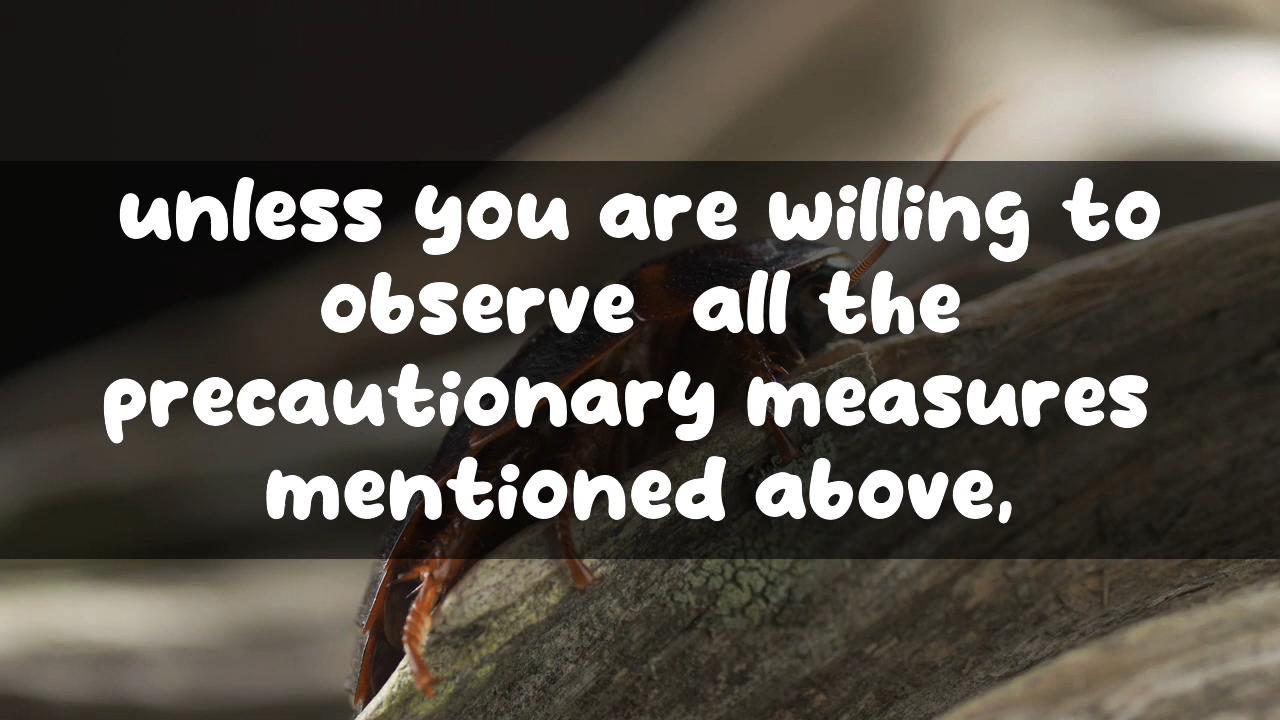 unless you are willing to
observe  all the
precautionary measures
mentioned above,